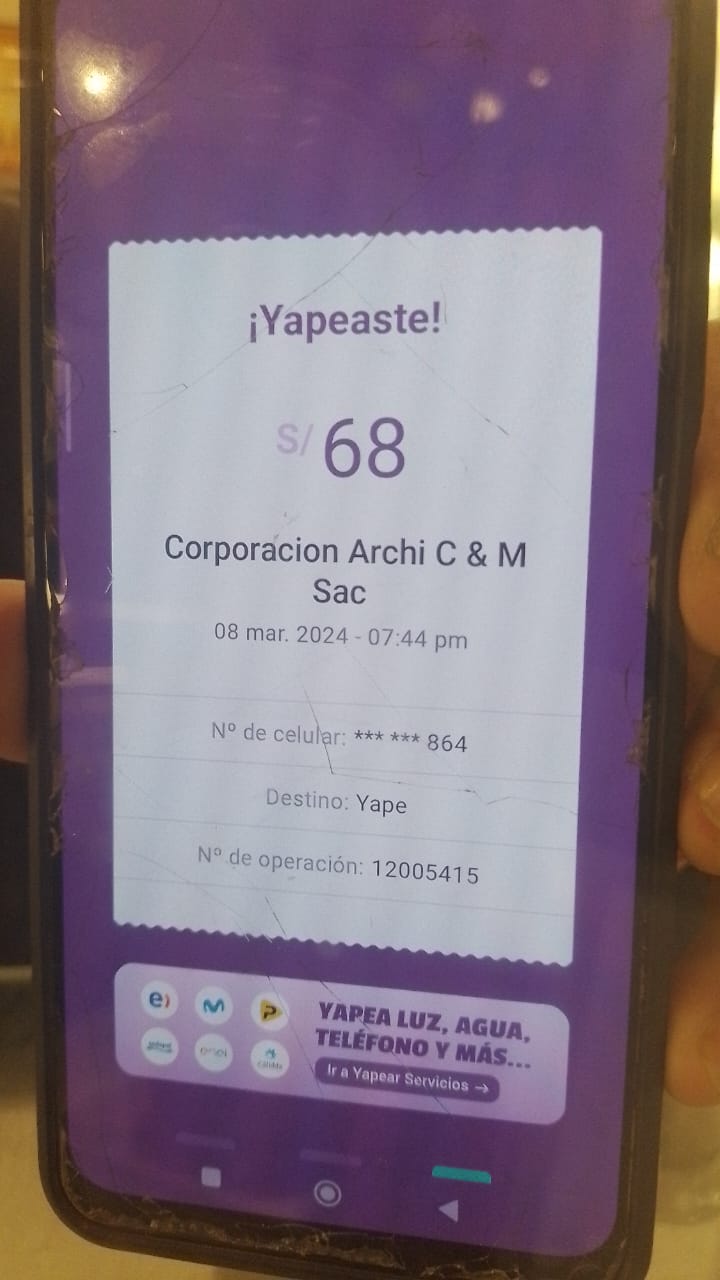 ¡Yapeaste!
S/ 68
Corporacion Archi C & M
Sac
08 mar. 2024 - 07:44 pm
Nº de celular: *** *** 864
Destino: Yape
Nº de operación: 12005415
e)
P
enel
YAPEA LUZ, AGUA,
TELÉFONO Y MÁS...
Ir a Yapear Servicios →